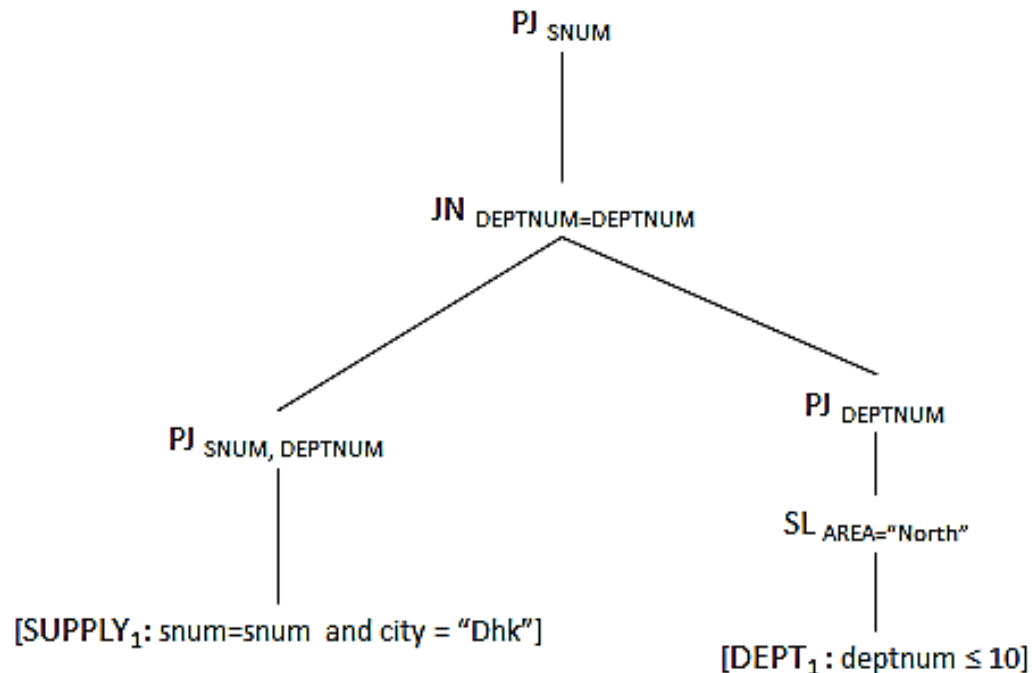 PJ SNUM
JN DEPTNUM=DEPTNUM
PJ SNUM, DEPTNUM
PJ DEPTNUM
SL AREA=“North”
[SUPPLY₁: snum=snum and city = “Dhk”]
[DEPT₁ : deptnum ≤ 10]